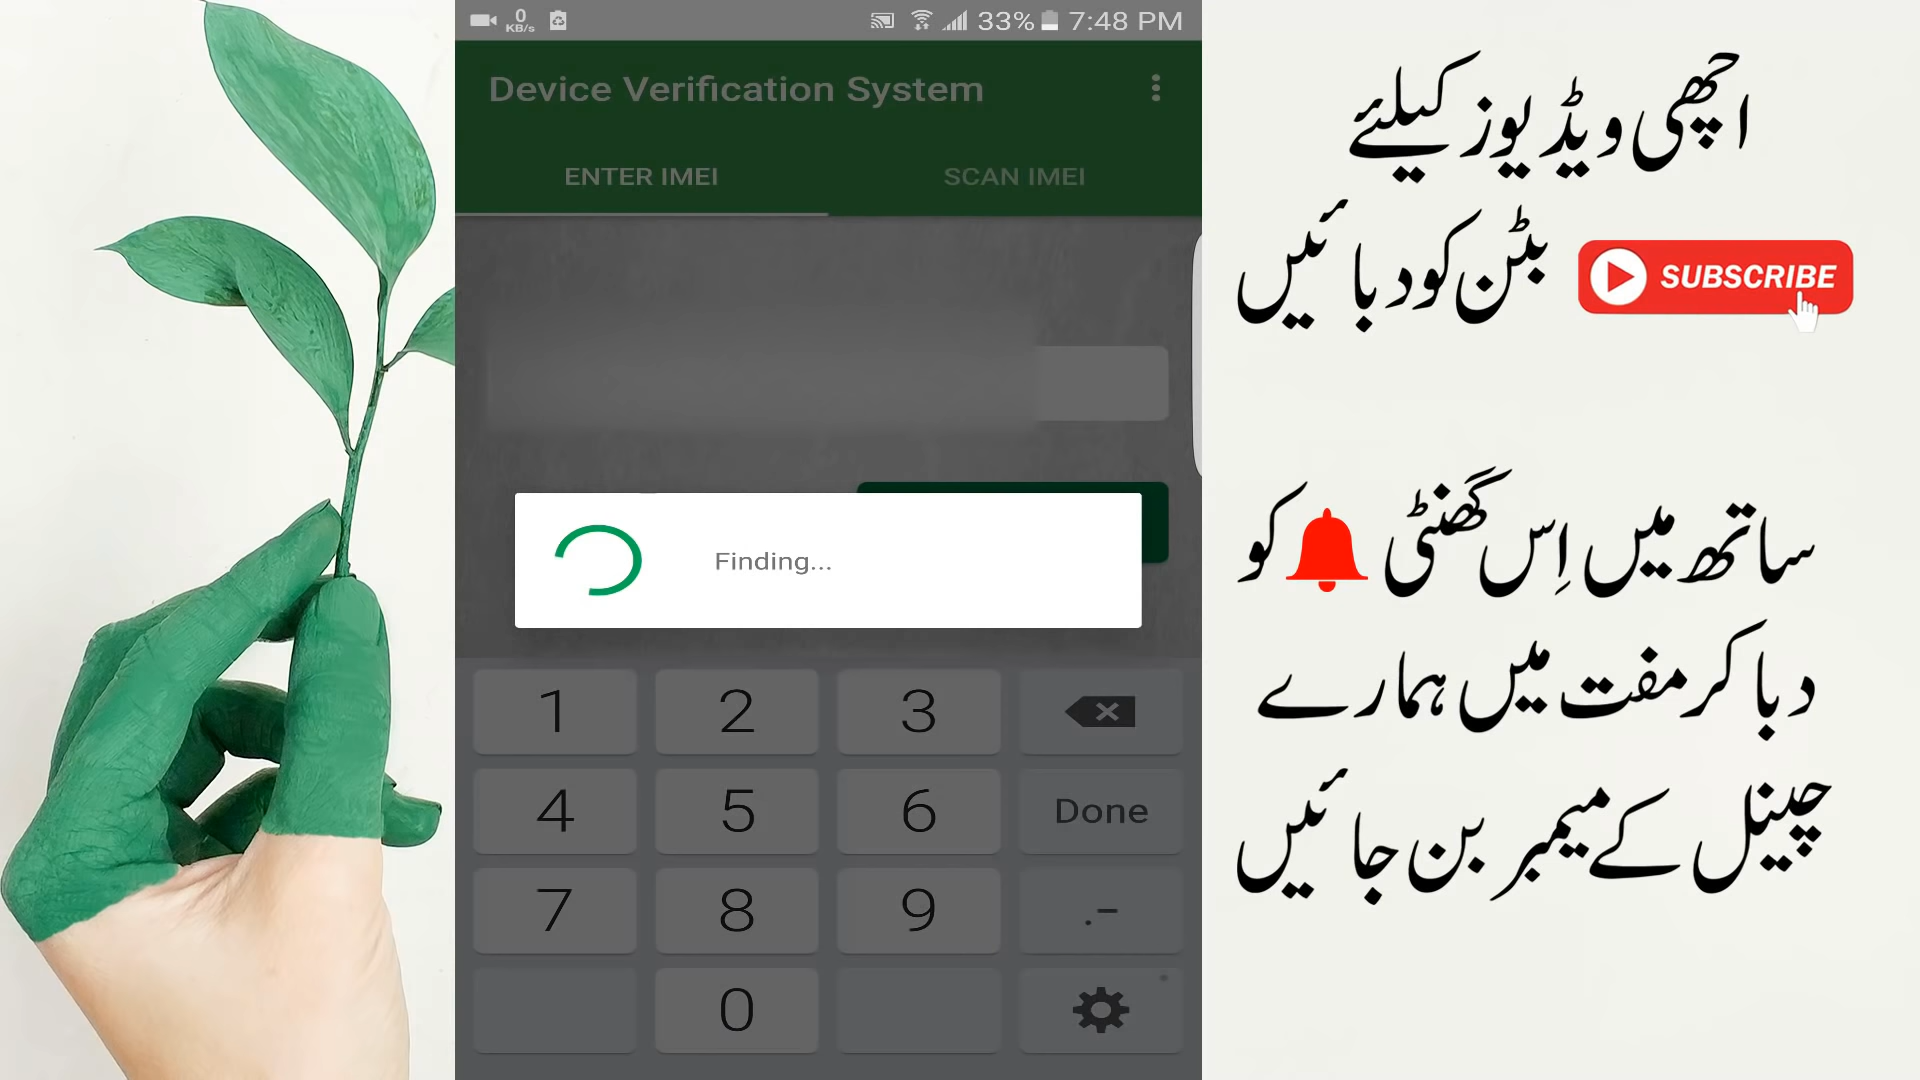 0 KB/s 33% 7:48 PM
Device Verification System
ENTER IMEI SCAN IMEI
Finding...
1 2 3
4 5 6 Done
7 8 9 .-
0
اچھی ویڈیوز کیلئے
SUBSCRIBE بٹن کو دبائیں
ساتھ میں اِس گھنٹی کو
دبا کر مفت میں ہمارے
چینل کے میمبر بن جائیں